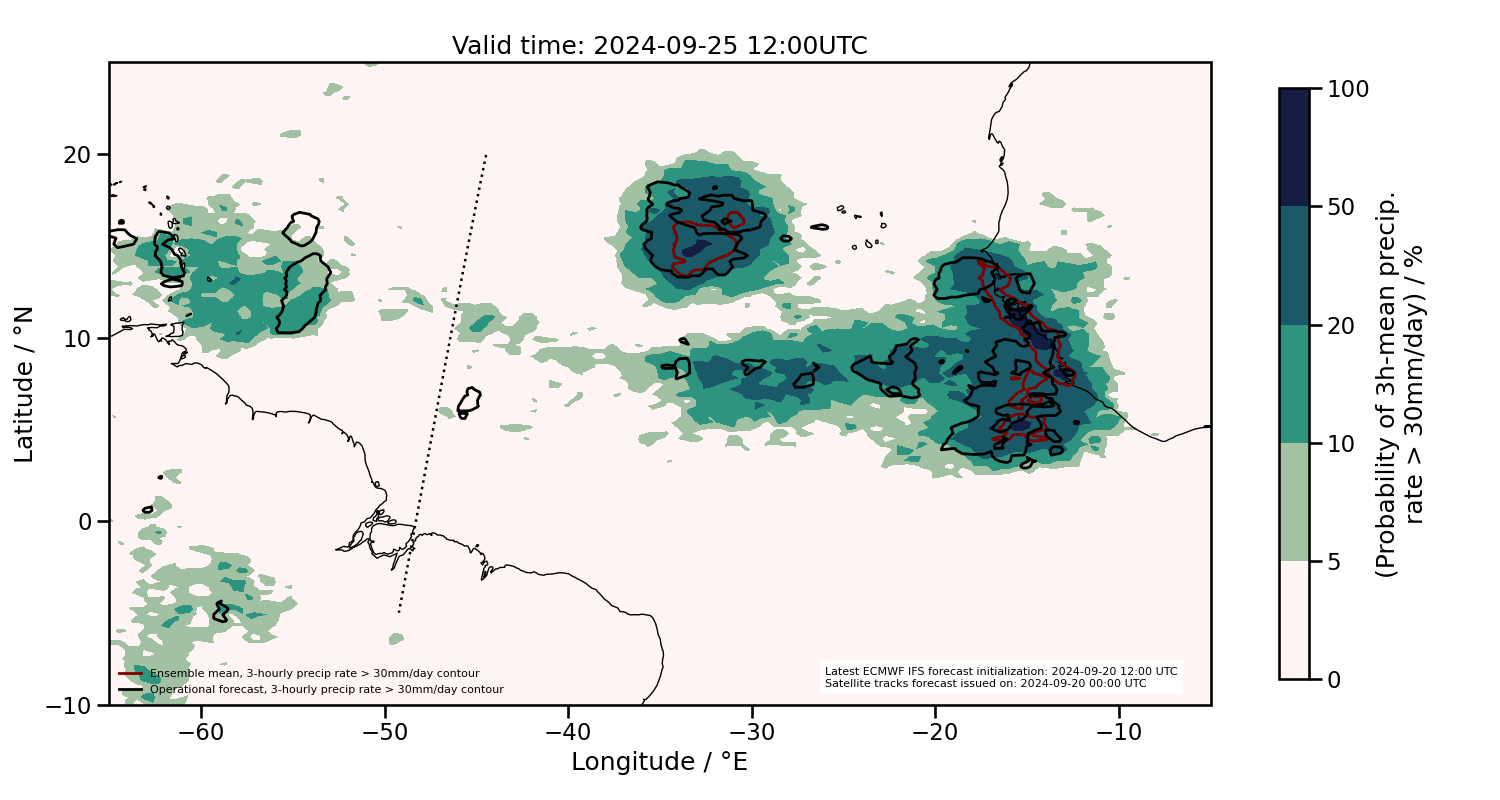 Valid time: 2024-09-25 12:00UTC
20
10
0
−10
Latitude / °N
−60
−50
−40
−30
−20
−10
Longitude / °E
Ensemble mean, 3-hourly precip rate > 30mm/day contour
Operational forecast, 3-hourly precip rate > 30mm/day contour
Latest ECMWF IFS forecast initialization: 2024-09-20 12:00 UTC
Satellite tracks forecast issued on: 2024-09-20 00:00 UTC
100
50
20
10
5
0
(Probability of 3h-mean precip.
rate > 30mm/day) / %